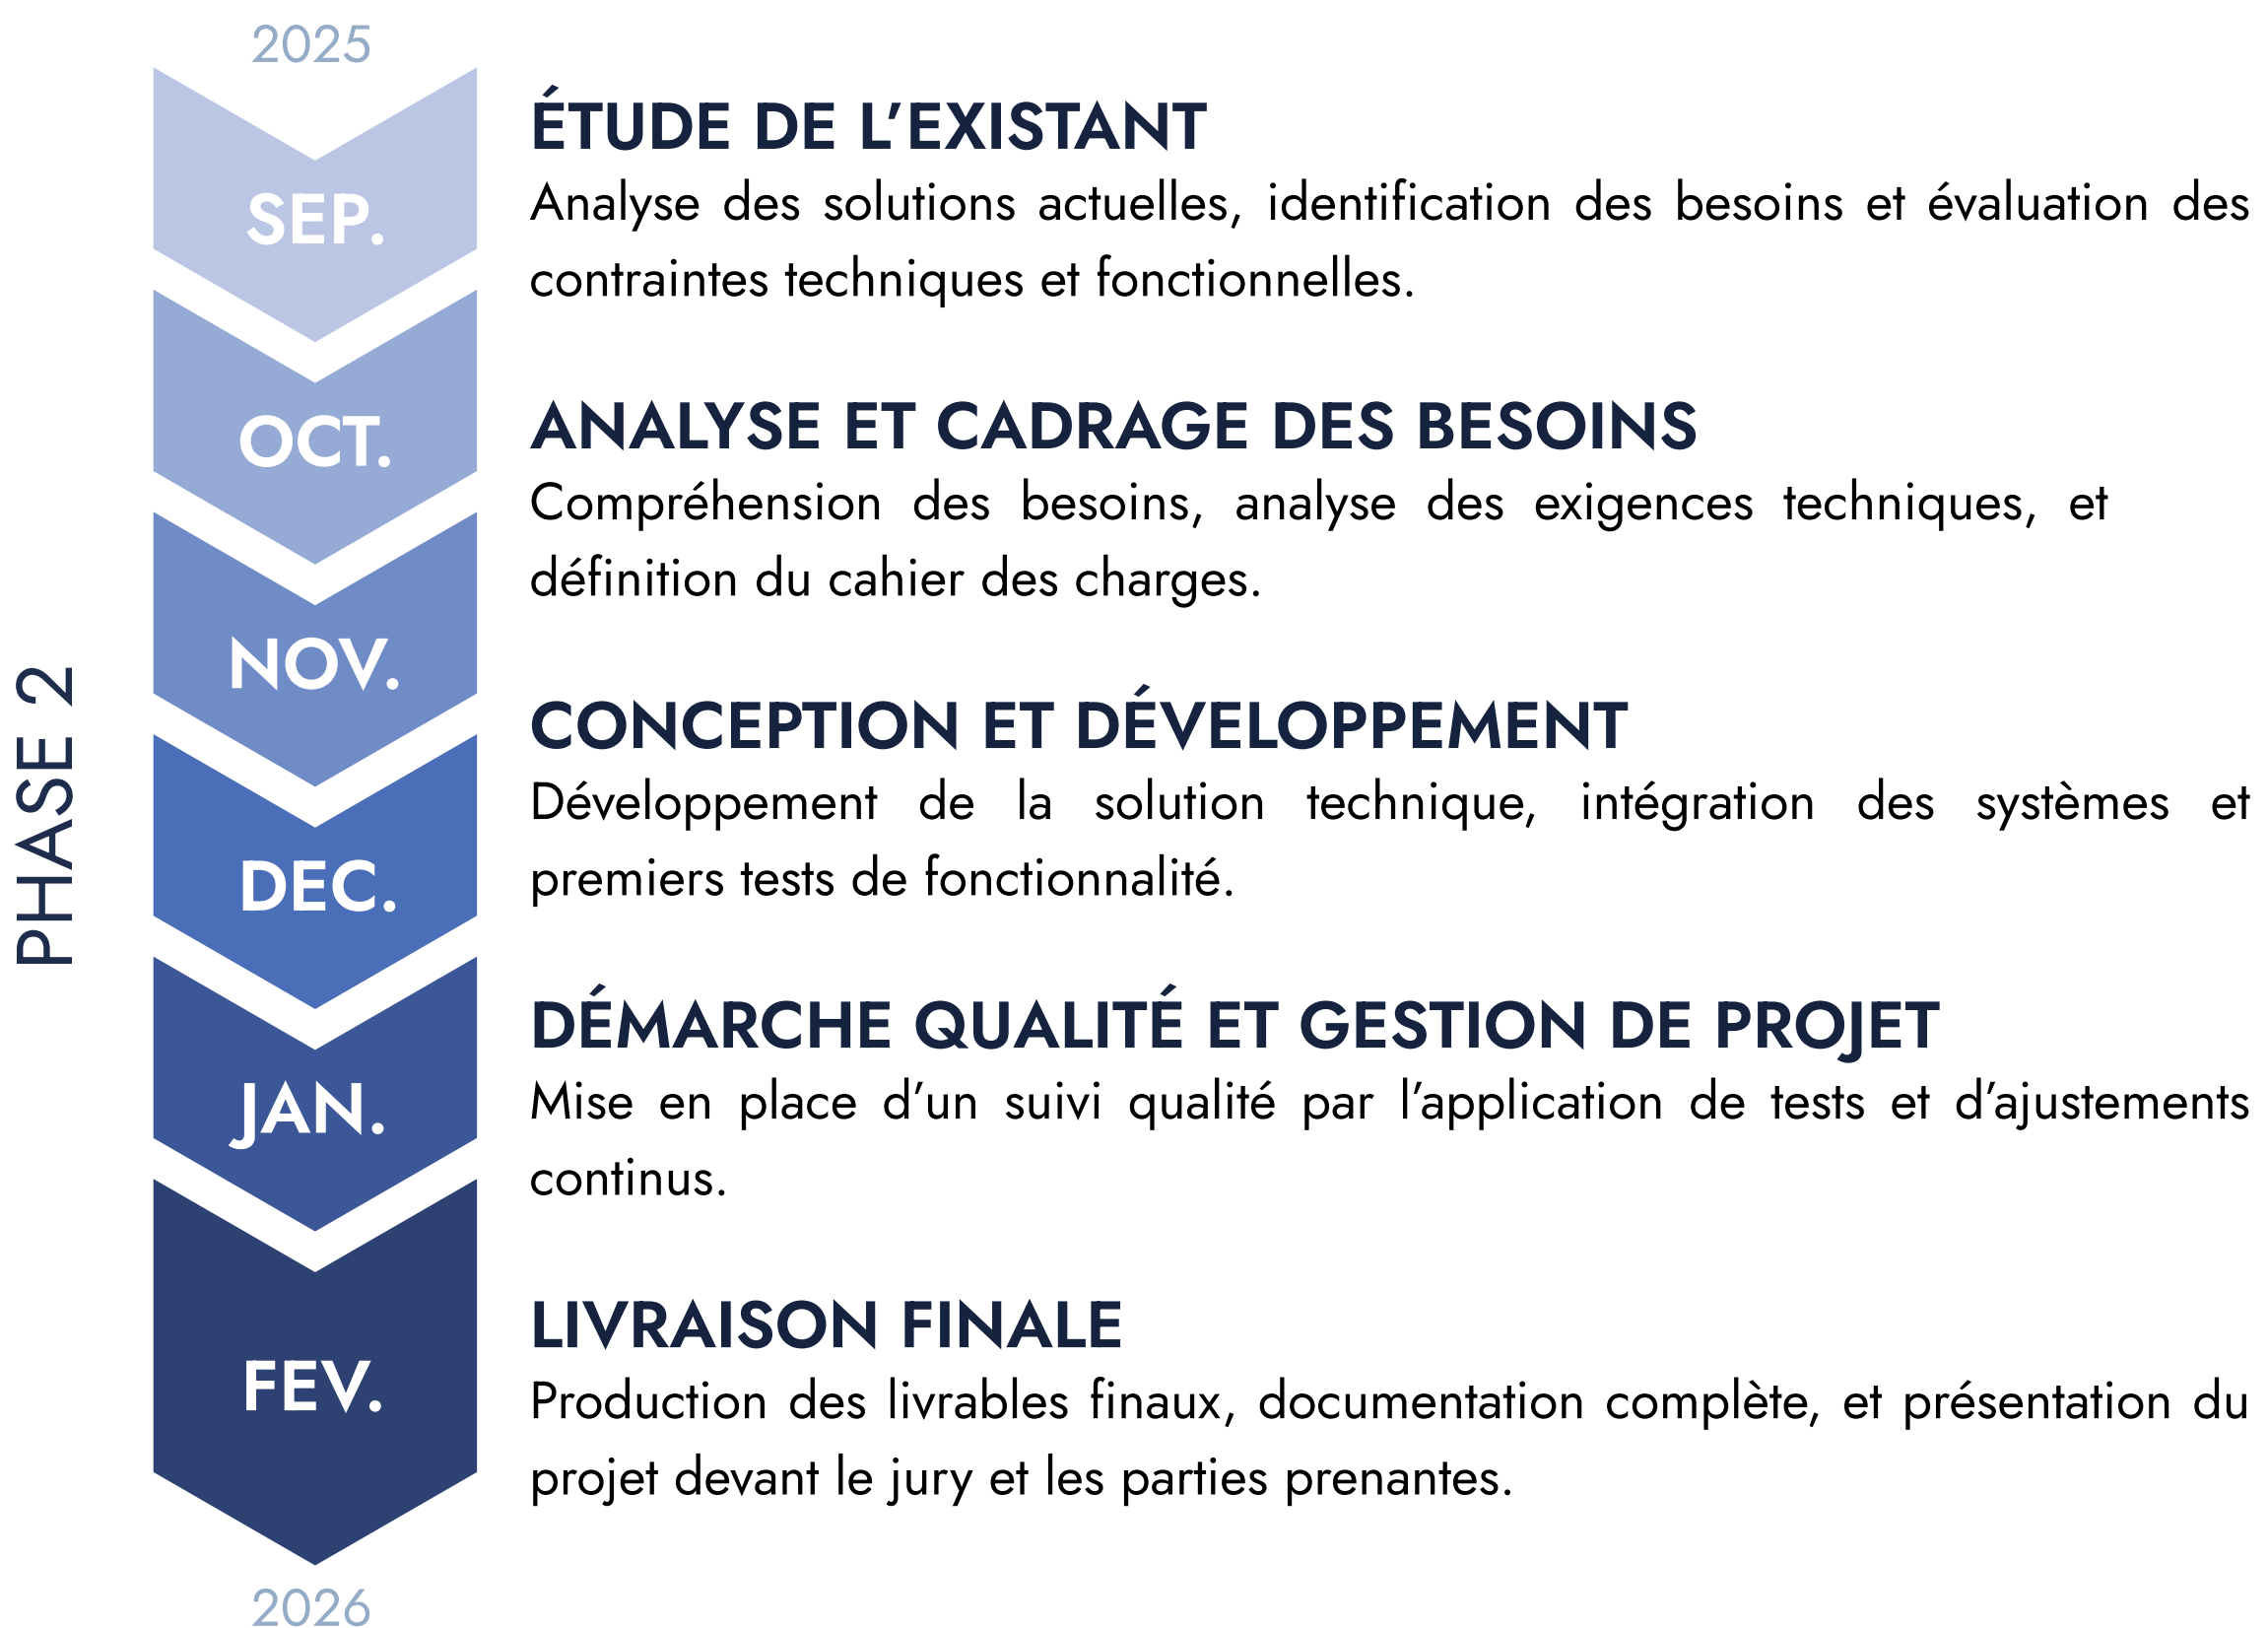 PHASE 2
2025
SEP.
OCT.
NOV.
DEC.
JAN.
FEV.
2026
ÉTUDE DE L’EXISTANT
Analyse des solutions actuelles, identification des besoins et évaluation des
contraintes techniques et fonctionnelles.
ANALYSE ET CADRAGE DES BESOINS
Compréhension des besoins, analyse des exigences techniques, et
définition du cahier des charges.
CONCEPTION ET DÉVELOPPEMENT
Développement de la solution technique, intégration des systèmes et
premiers tests de fonctionnalité.
DÉMARCHE QUALITÉ ET GESTION DE PROJET
Mise en place d’un suivi qualité par l’application de tests et d’ajustements
continus.
LIVRAISON FINALE
Production des livrables finaux, documentation complète, et présentation du
projet devant le jury et les parties prenantes.